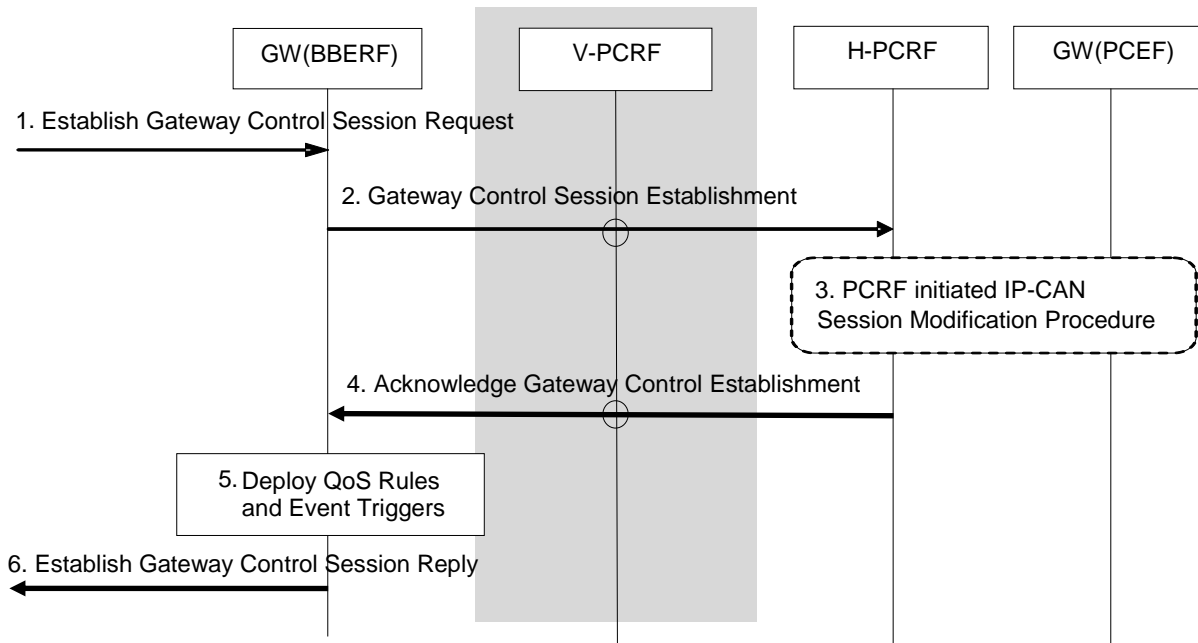 GW(BBERF)
V-PCRF
H-PCRF
GW(PCEF)
1. Establish Gateway Control Session Request
2. Gateway Control Session Establishment
3. PCRF initiated IP-CAN
Session Modification Procedure
4. Acknowledge Gateway Control Establishment
5. Deploy QoS Rules
and Event Triggers
6. Establish Gateway Control Session Reply